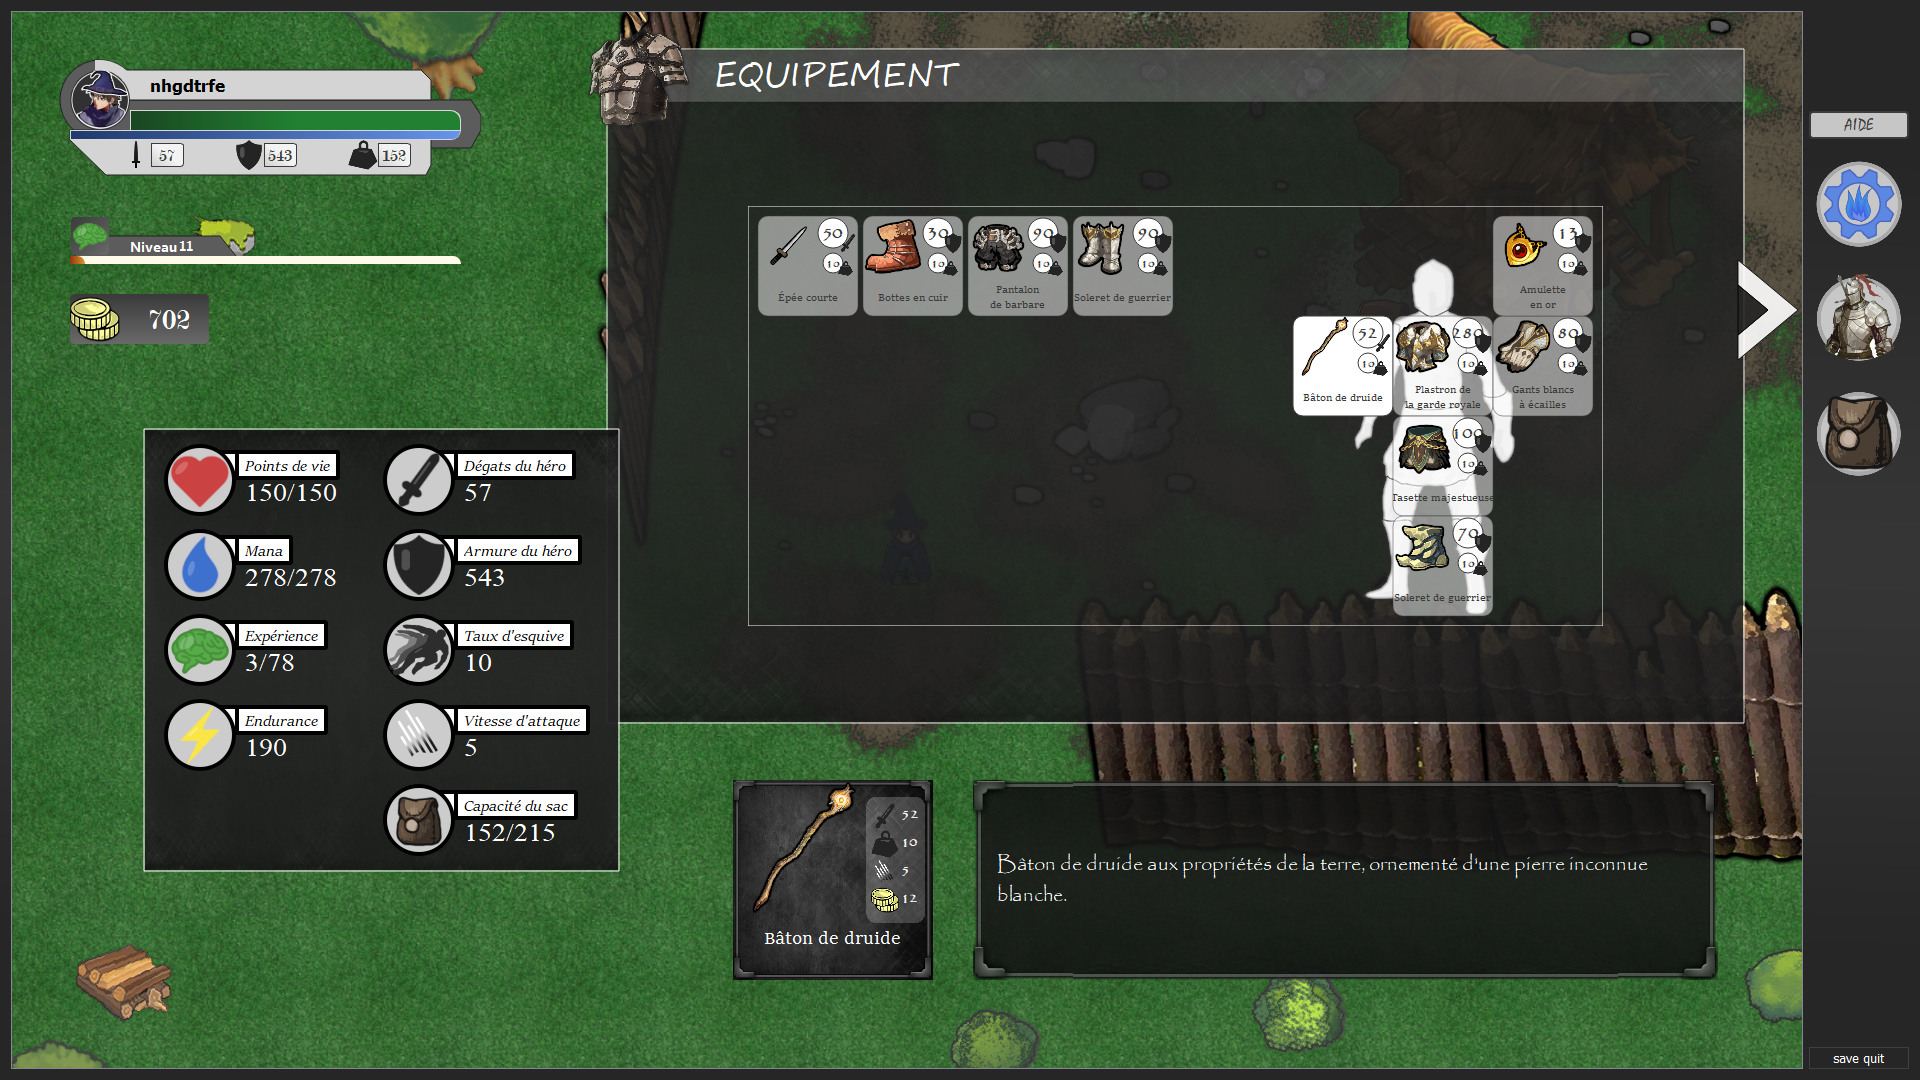 nhgdtrfe
57
543
152
Niveau 11
702
EQUIPEMENT
AIDE
50
10
Épée courte
30
10
Bottes en cuir
90
10
Pantalon
de barbare
90
10
Soleret de guerrier
13
10
Amulette
en or
52
10
Bâton de druide
280
10
Plastron de
la garde royale
80
10
Gants blancs
à écailles
100
10
Tasette majestueuse
70
10
Soleret de guerrier
Points de vie
150/150
Dégats du héro
57
Mana
278/278
Armure du héro
543
Expérience
3/78
Taux d'esquive
10
Endurance
190
Vitesse d'attaque
5
Capacité du sac
152/215
52
10
5
12
Bâton de druide
Bâton de druide aux propriétés de la terre, ornementé d'une pierre inconnue
blanche.
save quit